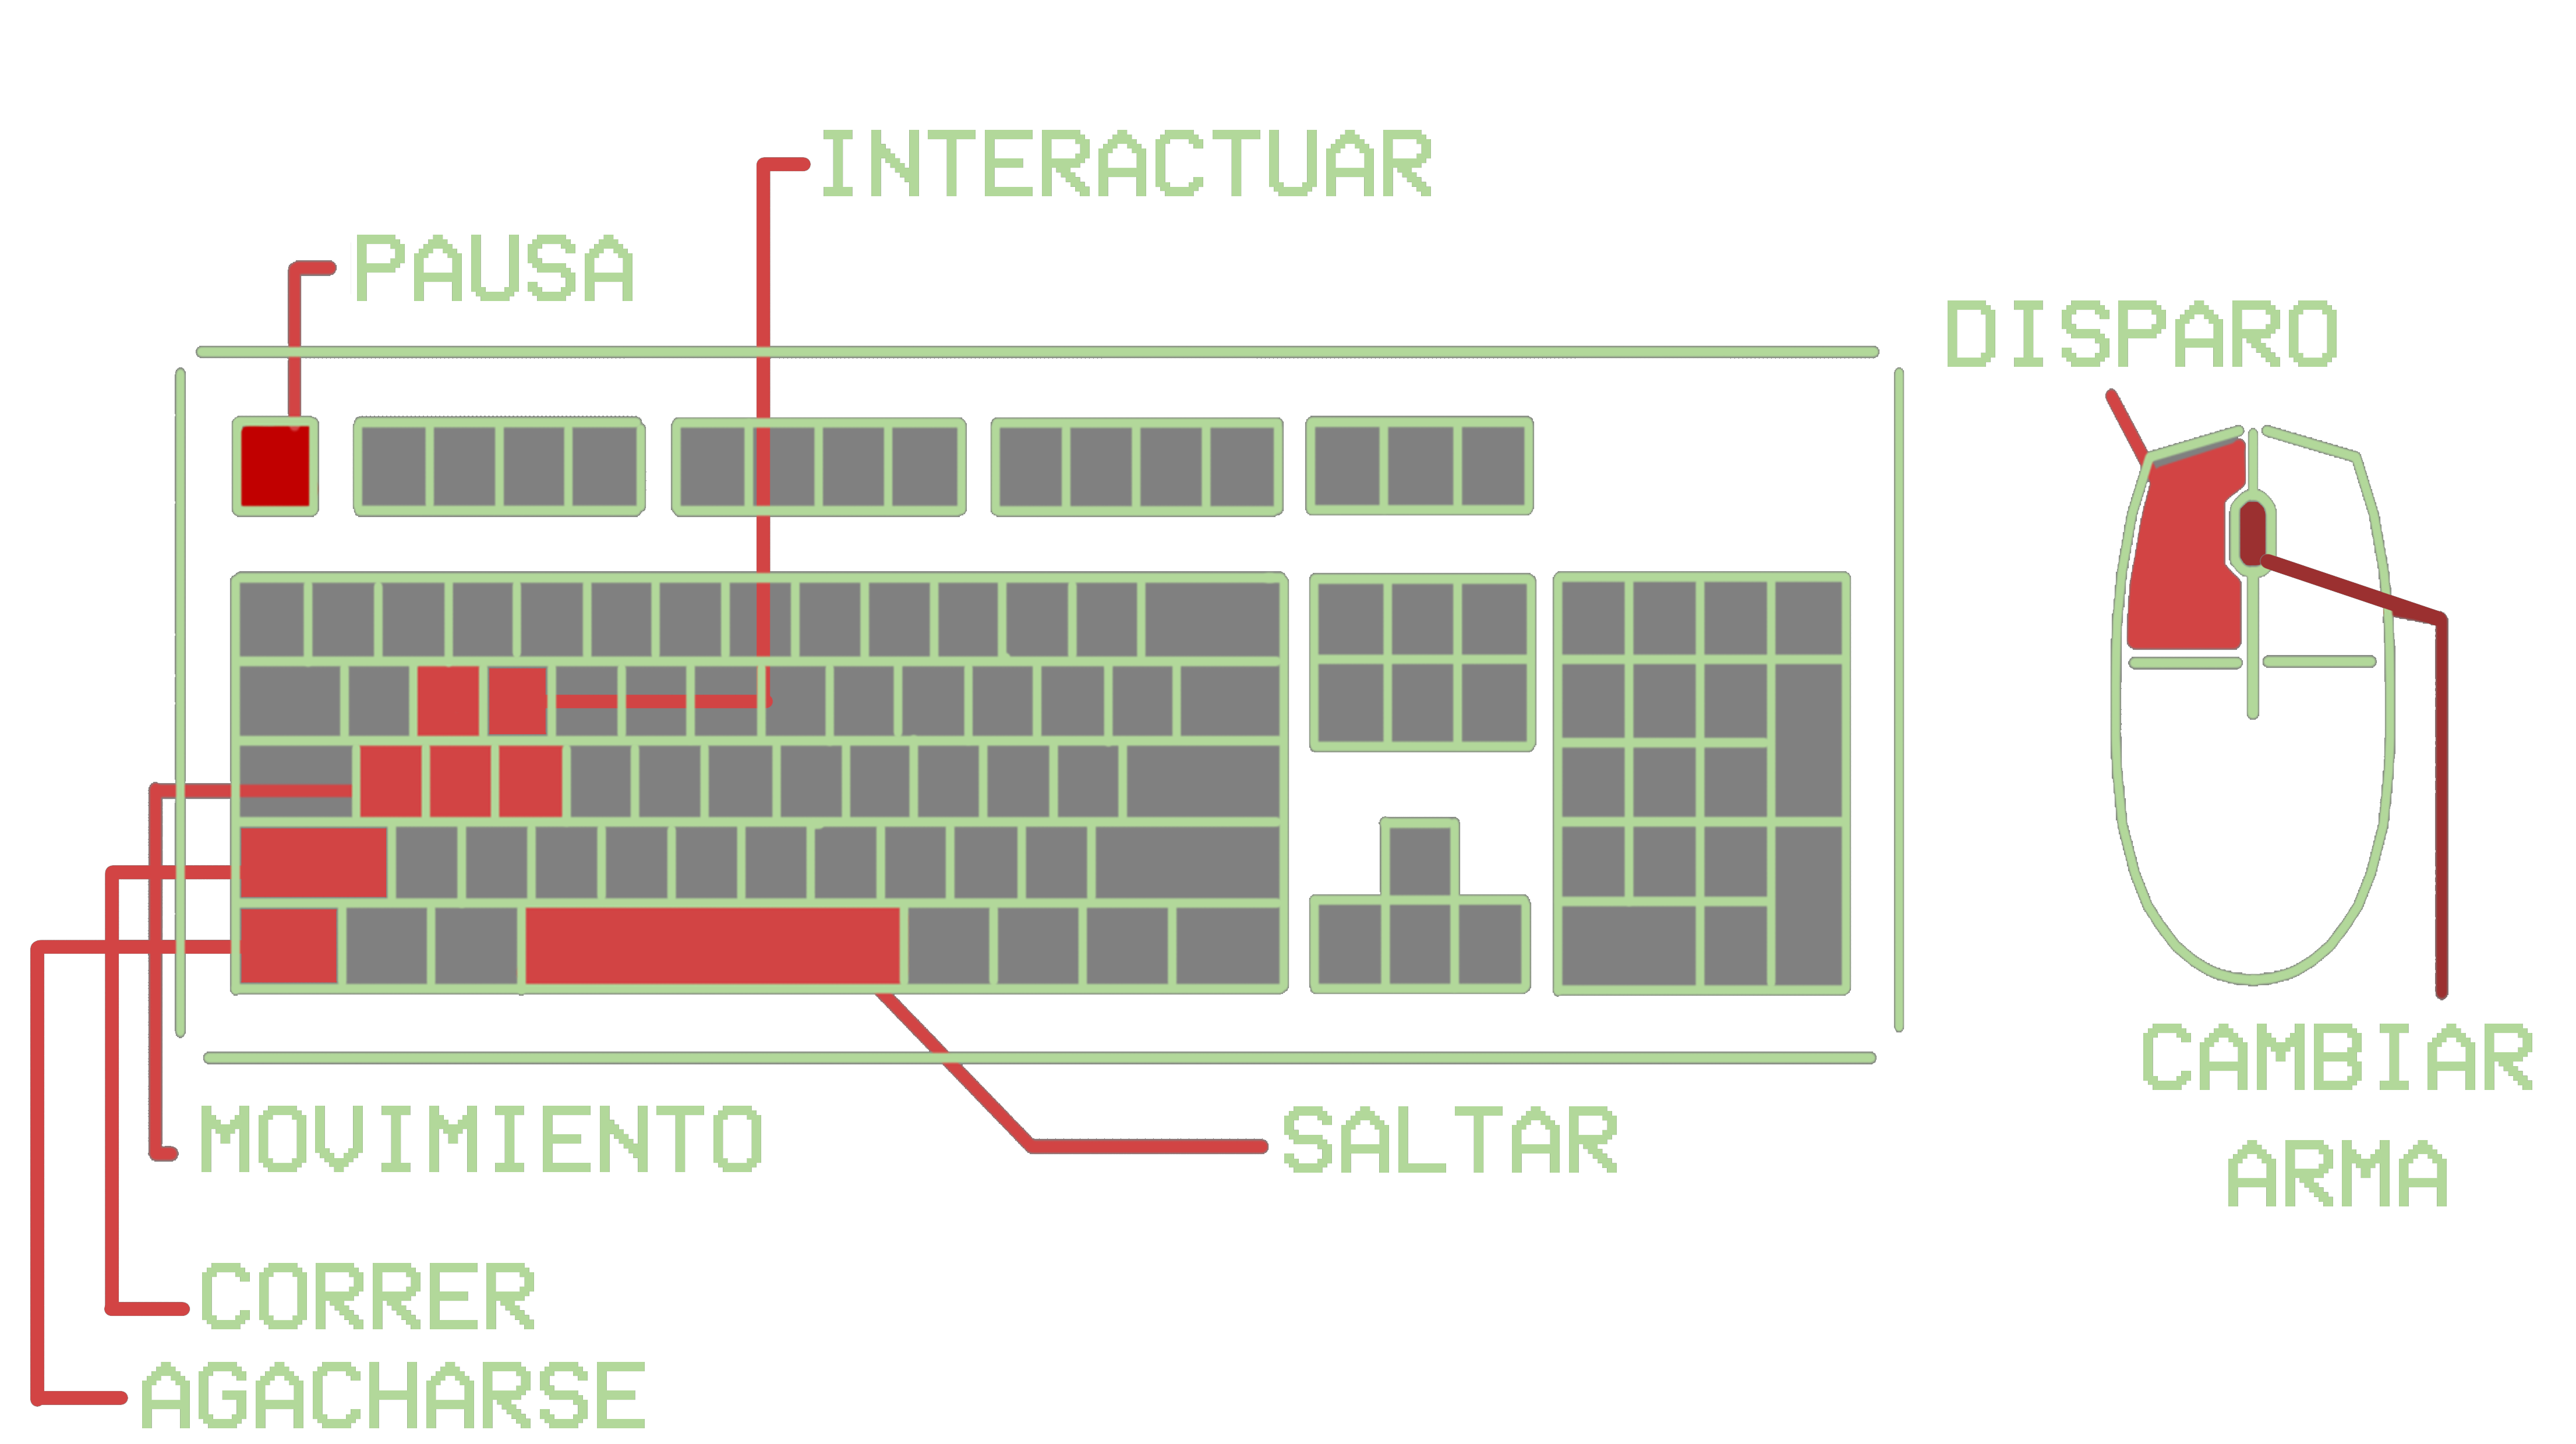 INTERACTUAR
PAUSA
DISPARO
CAMBIAR
ARMA
MOVIMIENTO
SALTAR
CORRER
AGACHARSE